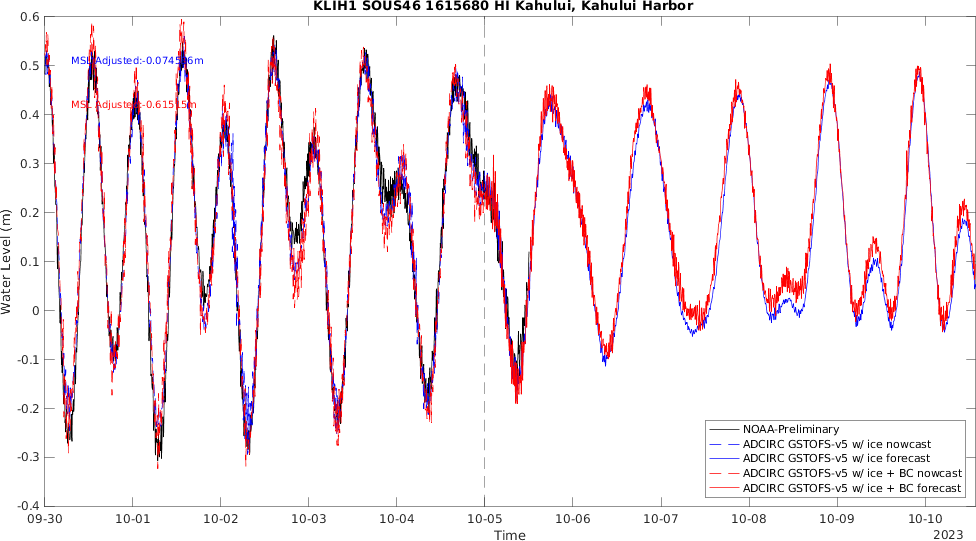 KLIH1 SOUS46 1615680 HI Kahului, Kahului Harbor
0.6
0.5
0.4
0.3
0.2
0.1
0
-0.1
-0.2
-0.3
-0.4
Water Level (m)
MSL Adjusted:
MSL Adjusted:
NOAA-Preliminary
ADCIRC GSTOFS-v5 w/ ice nowcast
ADCIRC GSTOFS-v5 w/ ice forecast
ADCIRC GSTOFS-v5 w/ ice + BC nowcast
ADCIRC GSTOFS-v5 w/ ice + BC forecast
09-30 10-01 10-02 10-03 10-04 10-05 10-06 10-07 10-08 10-09 10-10
Time
2023